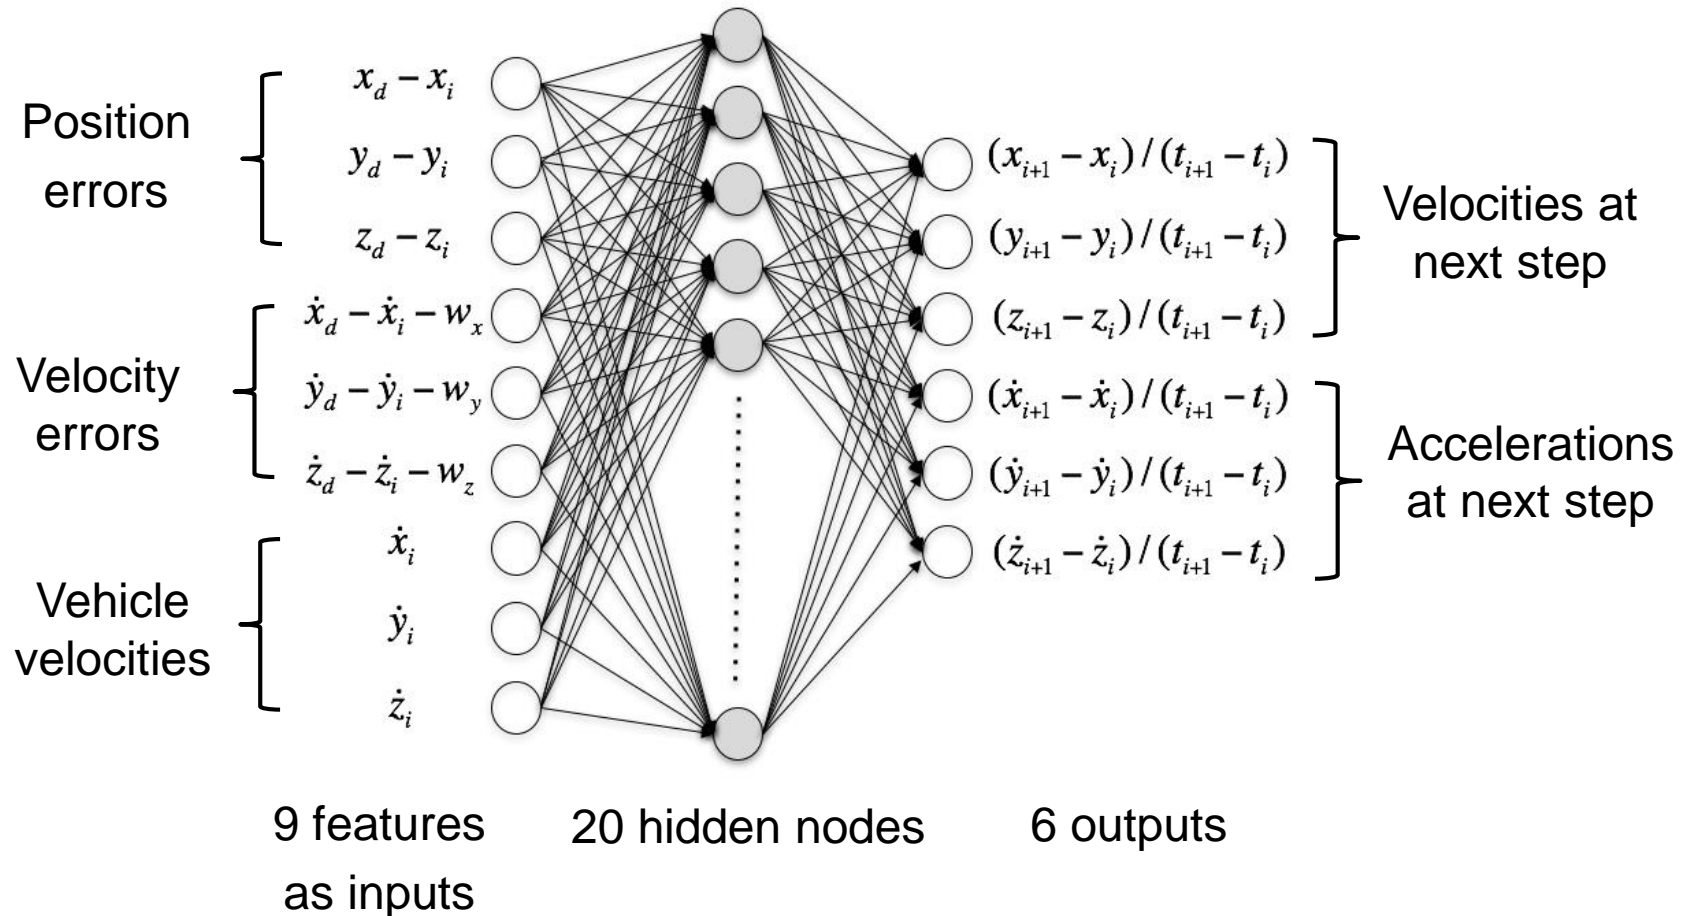 Position
errors
x_d − x_i
y_d − y_i
z_d − z_i
Velocity
errors
ẋ_d − ẋ_i − w_x
ẏ_d − ẏ_i − w_y
ż_d − ż_i − w_z
Vehicle
velocities
ẋ_i
ẏ_i
ż_i
(x_{i+1} − x_i) / (t_{i+1} − t_i)
(y_{i+1} − y_i) / (t_{i+1} − t_i)
(z_{i+1} − z_i) / (t_{i+1} − t_i)
Velocities at
next step
(ẋ_{i+1} − ẋ_i) / (t_{i+1} − t_i)
(ẏ_{i+1} − ẏ_i) / (t_{i+1} − t_i)
(ż_{i+1} − ż_i) / (t_{i+1} − t_i)
Accelerations
at next step
9 features
as inputs
20 hidden nodes
6 outputs